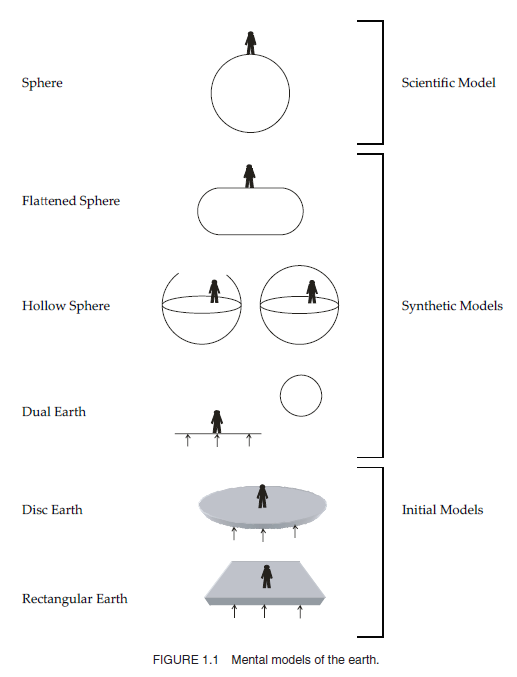 Sphere
Scientific Model
Flattened Sphere
Hollow Sphere
Synthetic Models
Dual Earth
Disc Earth
Initial Models
Rectangular Earth
FIGURE 1.1 Mental models of the earth.